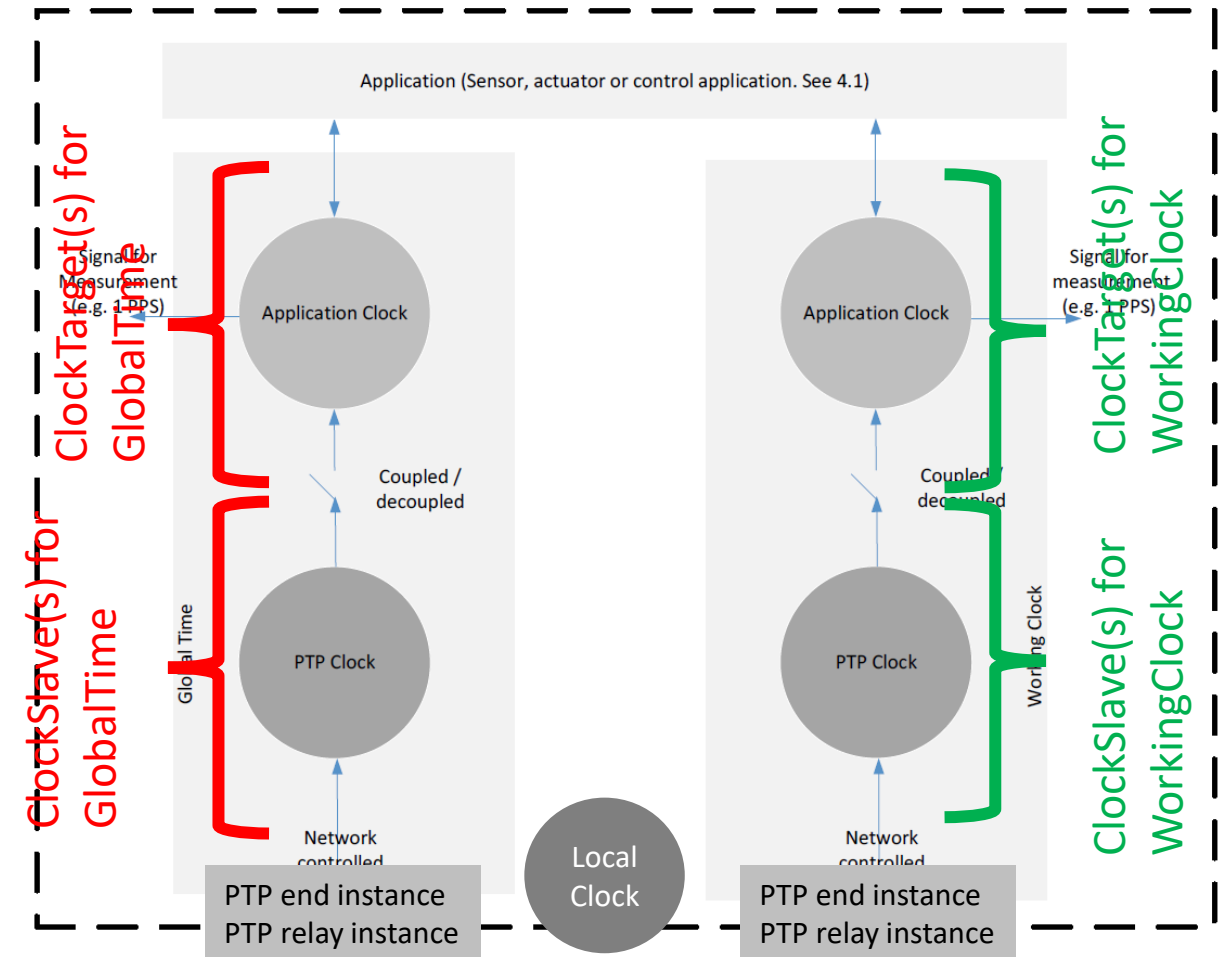 Application (Sensor, actuator or control application. See 4.1)
ClockTarget(s) for
GlobalTime
Signal for
Measurement
(e.g. 1 PPS)
Application Clock
Coupled /
decoupled
ClockSlave(s) for
GlobalTime
Global Time
PTP Clock
Network
controlled
PTP end instance
PTP relay instance
Local
Clock
Application Clock
Signal for
measurement
(e.g. 1 PPS)
ClockTarget(s) for
WorkingClock
Coupled /
decoupled
PTP Clock
Working Clock
ClockSlave(s) for
WorkingClock
Network
controlled
PTP end instance
PTP relay instance